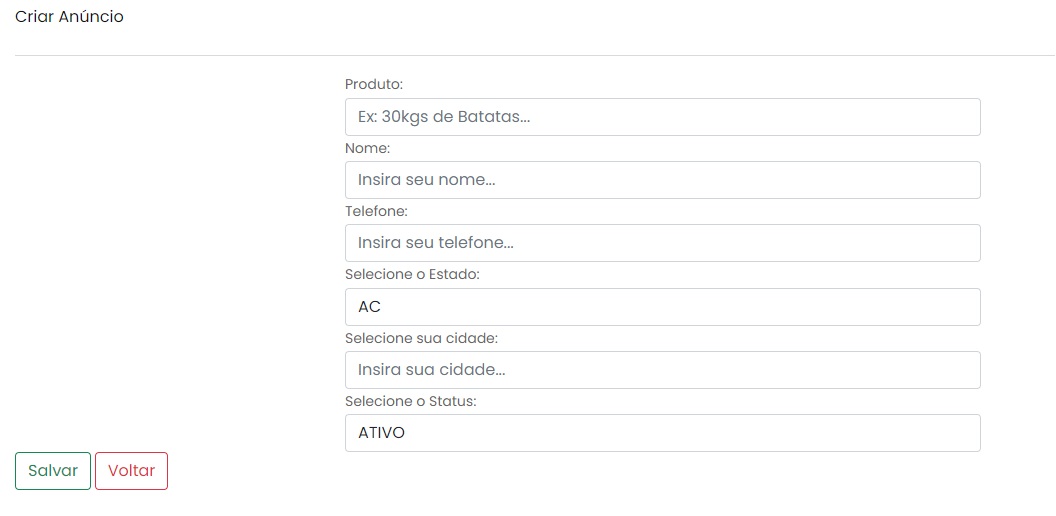 Criar Anúncio
Produto:
Ex: 30kgs de Batatas...
Nome:
Insira seu nome...
Telefone:
Insira seu telefone...
Selecione o Estado:
AC
Selecione sua cidade:
Insira sua cidade...
Selecione o Status:
ATIVO
Salvar Voltar